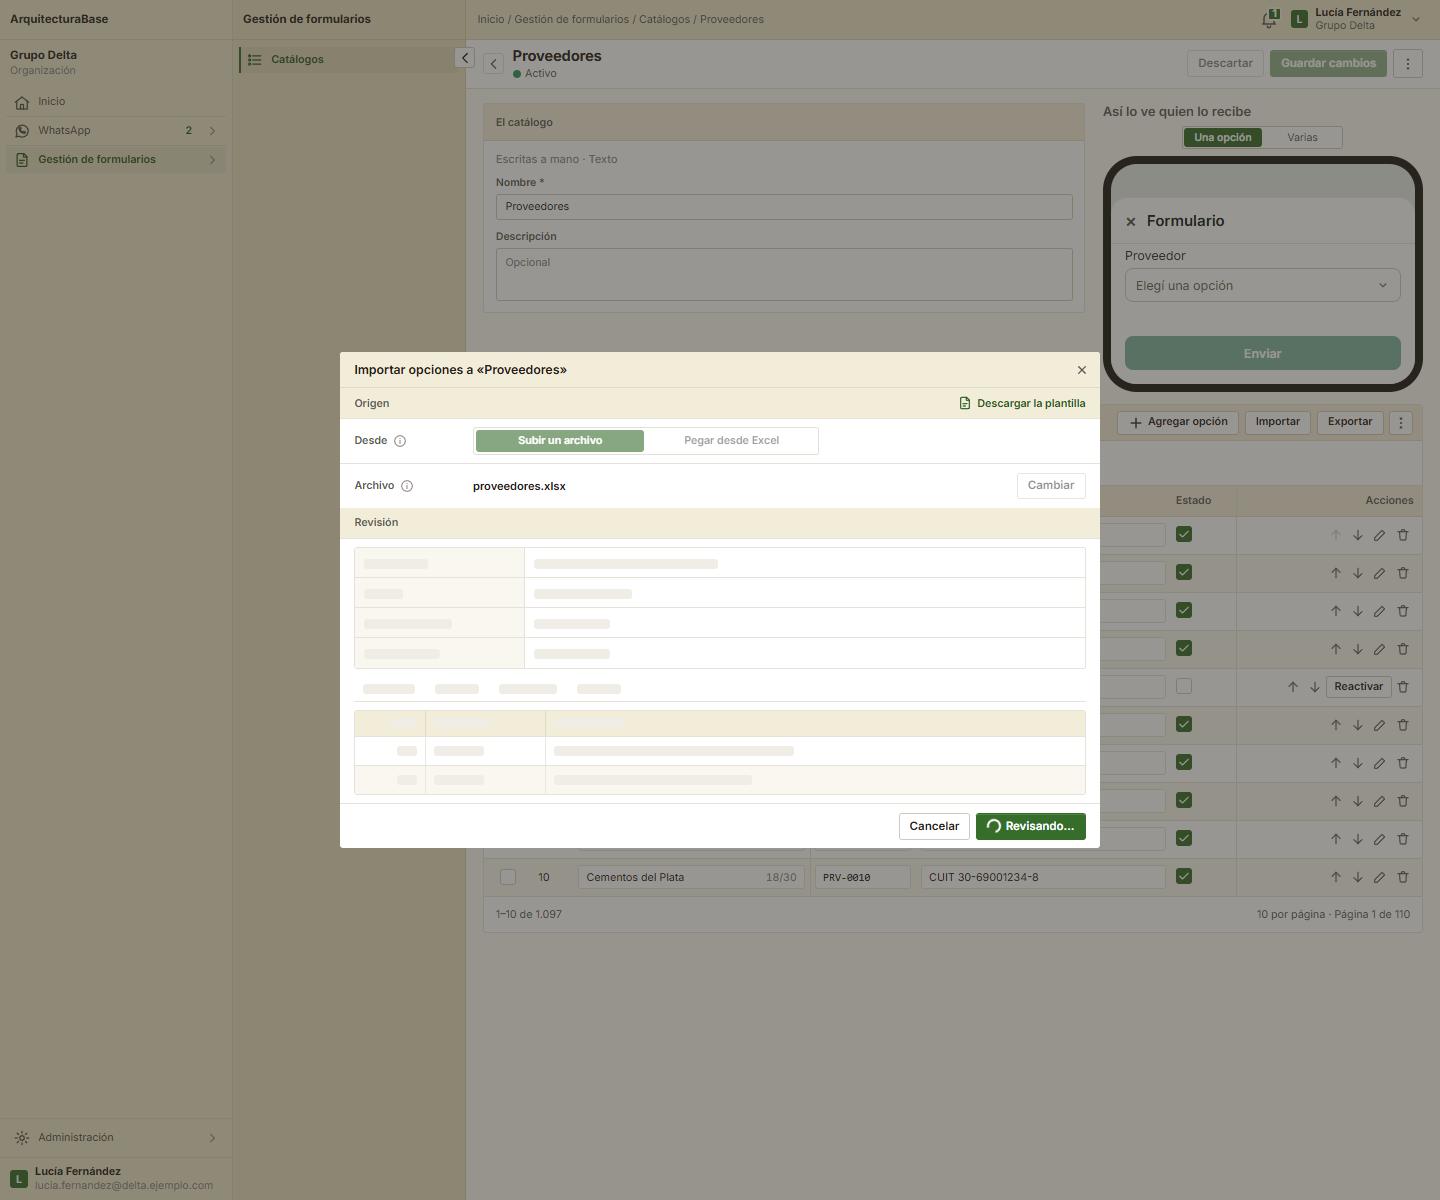 ArquitecturaBase
Gestión de formularios
Inicio / Gestión de formularios / Catálogos / Proveedores
1
L
Lucía Fernández
Grupo Delta
Grupo Delta
Organización
Inicio
WhatsApp 2
Gestión de formularios
Catálogos
Proveedores
Activo
Descartar
Guardar cambios
El catálogo
Escritas a mano · Texto
Nombre *
Proveedores
Descripción
Opcional
Así lo ve quien lo recibe
Una opción
Varias
Formulario
Proveedor
Elegí una opción
Enviar
Importar opciones a «Proveedores»
Origen
Descargar la plantilla
Desde
Subir un archivo
Pegar desde Excel
Archivo
proveedores.xlsx
Cambiar
Revisión
Cancelar
Revisando...
Agregar opción
Importar
Exportar
Estado
Acciones
Reactivar
10 Cementos del Plata 18/30 PRV-0010 CUIT 30-69001234-8
1–10 de 1.097
10 por página · Página 1 de 110
Administración
L
Lucía Fernández
lucia.fernandez@delta.ejemplo.com